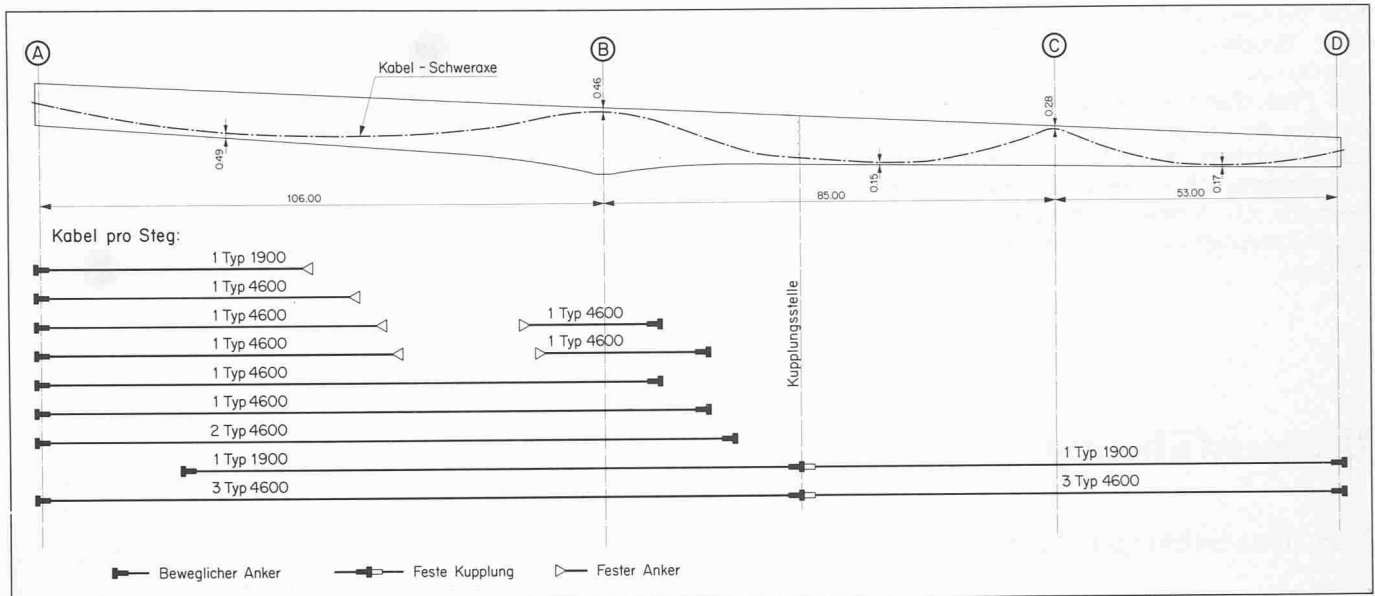 A
B
C
D
Kabel - Schweraxe
0.46
0.28
0.49
0.15
0.17
106.00
85.00
53.00
Kabel pro Steg:
1 Typ 1900
1 Typ 4600
1 Typ 4600
1 Typ 4600
1 Typ 4600
1 Typ 4600
1 Typ 4600
1 Typ 4600
2 Typ 4600
1 Typ 1900
1 Typ 1900
3 Typ 4600
3 Typ 4600
Kupplungsstelle
Beweglicher Anker
Feste Kupplung
Fester Anker